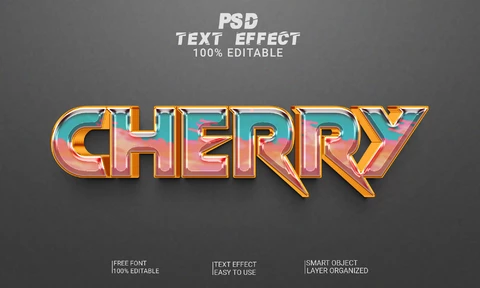 PSD
TEXT EFFECT
100% EDITABLE
CHERRY
FREE FONT
100% EDITABLE
TEXT EFFECT
EASY TO USE
SMART OBJECT
LAYER ORGANIZED